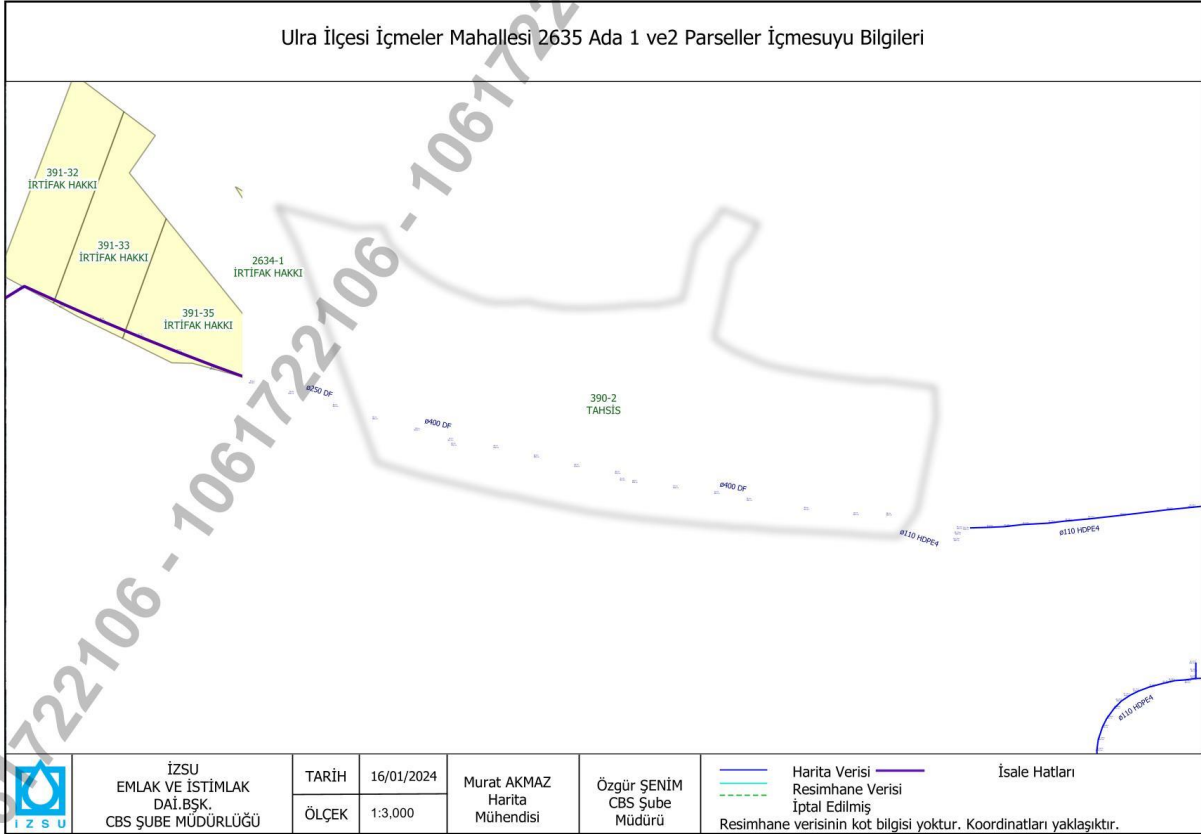 Ulra İlçesi İçmeler Mahallesi 2635 Ada 1 ve2 Parseller İçmesuyu Bilgileri
1061722106 - 1061722106 - 1061722106
391-32
İRTİFAK HAKKI
391-33
İRTİFAK HAKKI
2634-1
İRTİFAK HAKKI
391-35
İRTİFAK HAKKI
ø250 DF
ø400 DF
390-2
TAHSİS
ø400 DF
ø110 HDPE4
ø110 HDPE4
ø110 HDPE4
İZSU
İZSU
EMLAK VE İSTİMLAK
DAİ.BŞK.
CBS ŞUBE MÜDÜRLÜĞÜ
TARİH
16/01/2024
ÖLÇEK
1:3,000
Murat AKMAZ
Harita
Mühendisi
Özgür ŞENİM
CBS Şube
Müdürü
Harita Verisi
İsale Hatları
Resimhane Verisi
İptal Edilmiş
Resimhane verisinin kot bilgisi yoktur. Koordinatları yaklaşıktır.